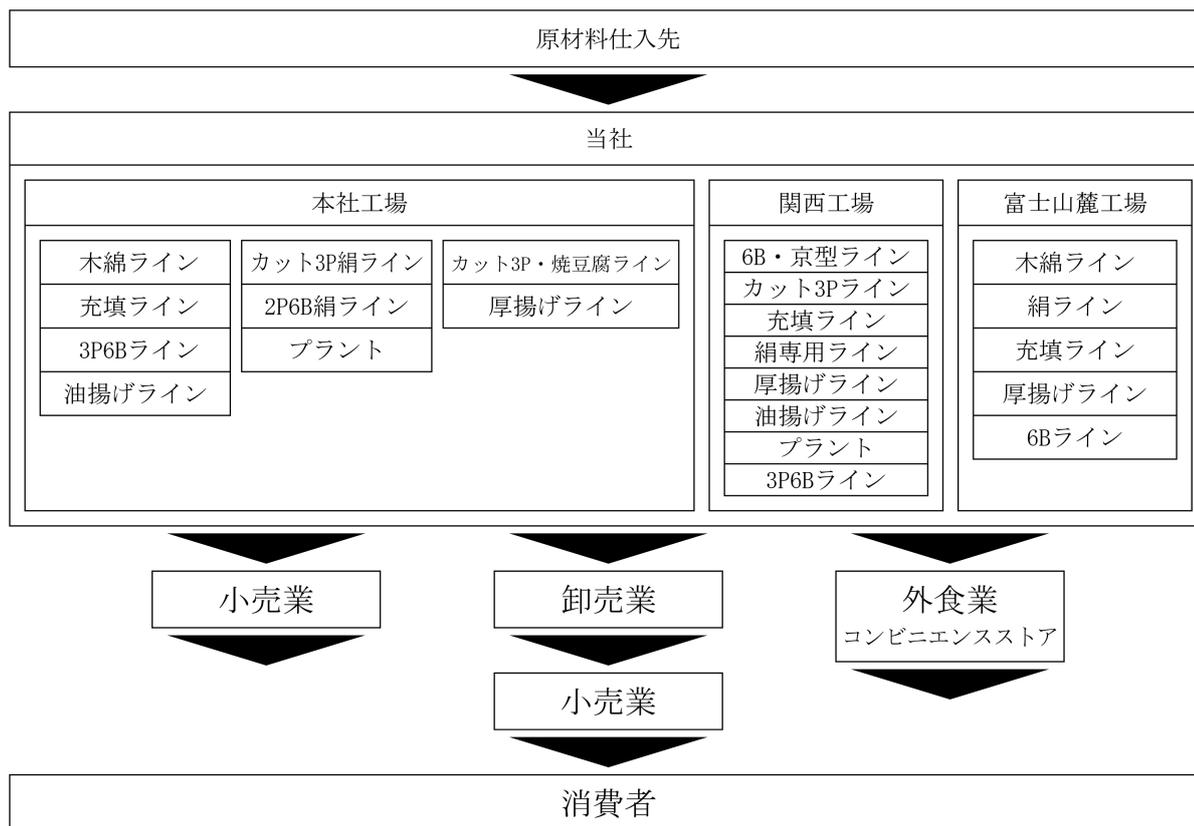 原材料仕入先
当社
本社工場
木綿ライン
充填ライン
3P6Bライン
油揚げライン
カット3P絹ライン
2P6B絹ライン
プラント
カット3P・焼豆腐ライン
厚揚げライン
関西工場
6B・京型ライン
カット3Pライン
充填ライン
絹専用ライン
厚揚げライン
油揚げライン
プラント
3P6Bライン
富士山麓工場
木綿ライン
絹ライン
充填ライン
厚揚げライン
6Bライン
小売業
卸売業
小売業
外食業
コンビニエンスストア
消費者